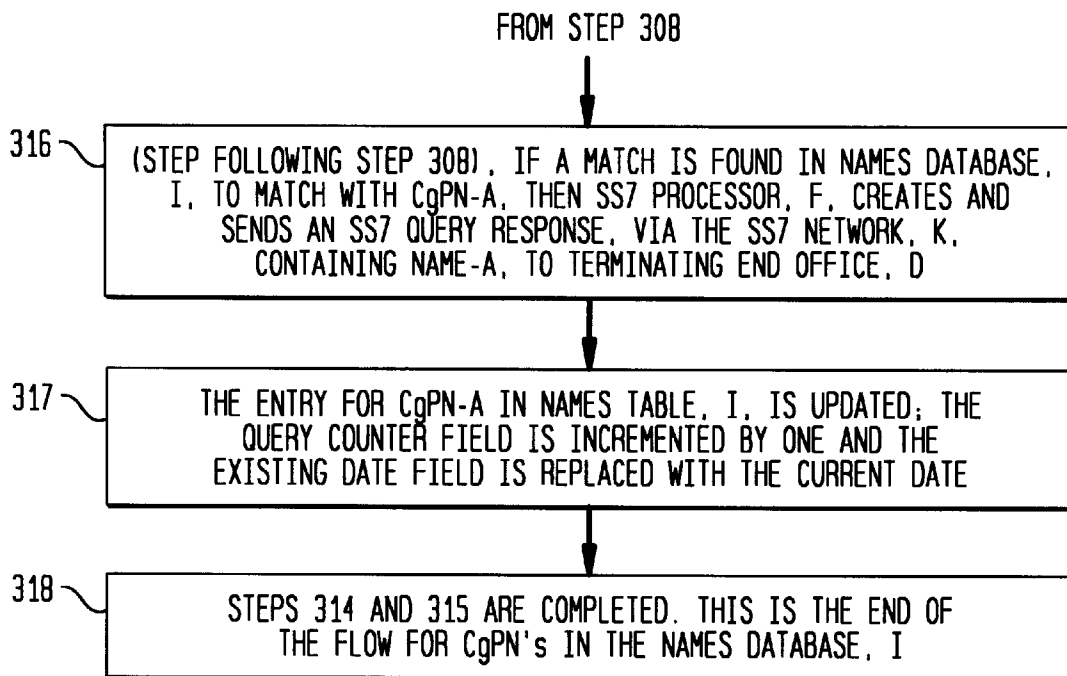 FROM STEP 308
316
(STEP FOLLOWING STEP 308), IF A MATCH IS FOUND IN NAMES DATABASE,
I, TO MATCH WITH CgPN-A, THEN SS7 PROCESSOR, F, CREATES AND
SENDS AN SS7 QUERY RESPONSE, VIA THE SS7 NETWORK, K,
CONTAINING NAME-A, TO TERMINATING END OFFICE, D
317
THE ENTRY FOR CgPN-A IN NAMES TABLE, I, IS UPDATED; THE
QUERY COUNTER FIELD IS INCREMENTED BY ONE AND THE
EXISTING DATE FIELD IS REPLACED WITH THE CURRENT DATE
318
STEPS 314 AND 315 ARE COMPLETED. THIS IS THE END OF
THE FLOW FOR CgPN's IN THE NAMES DATABASE, I